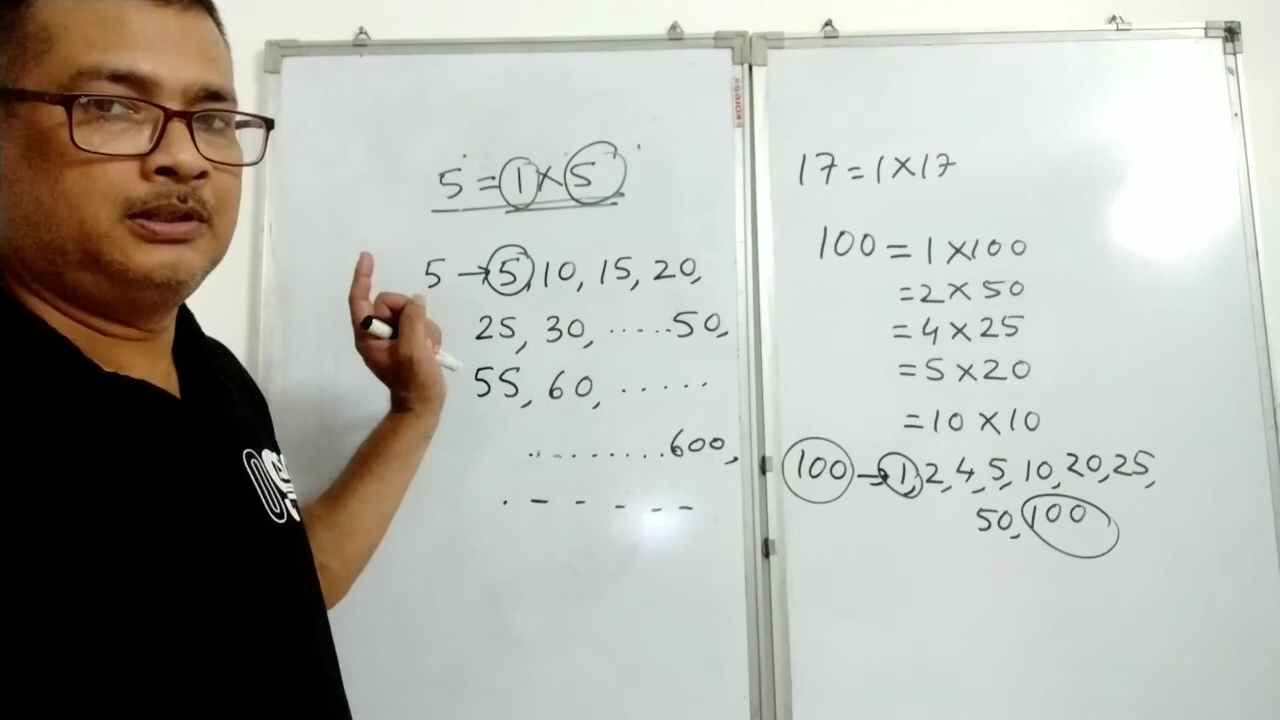 5 = 1 × 5
5 → 5, 10, 15, 20,
25, 30, ......50,
55, 60, ......
.........600,
. - - - - -
KORES
17 = 1 × 17
100 = 1 × 100
= 2 × 50
= 4 × 25
= 5 × 20
= 10 × 10
100 → 1, 2, 4, 5, 10, 20, 25,
50, 100